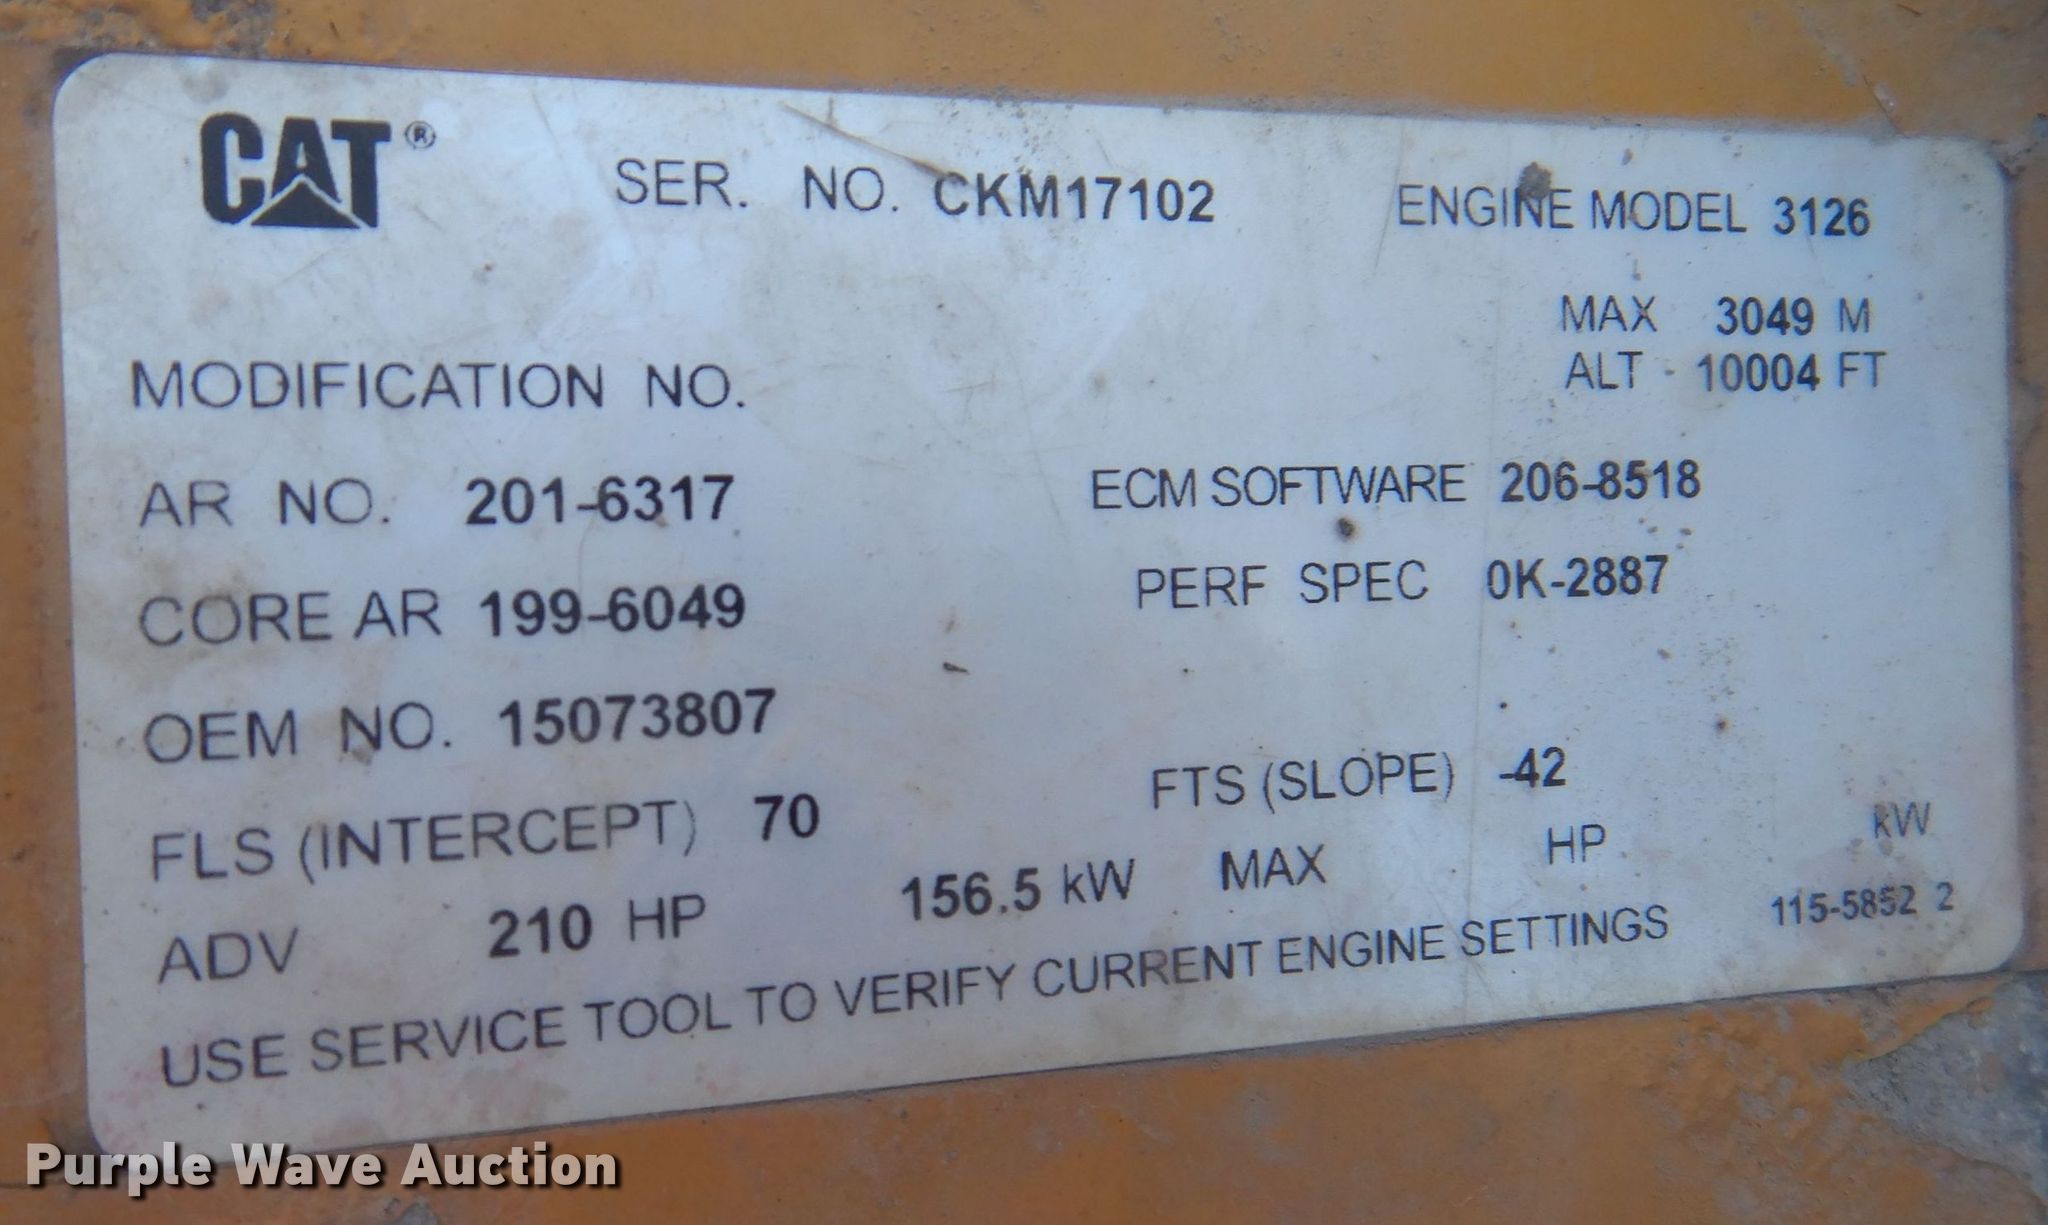 CAT® SER. NO. CKM17102 ENGINE MODEL 3126
MAX 3049 M
MODIFICATION NO. ALT 10004 FT
AR NO. 201-6317 ECM SOFTWARE 206-8518
CORE AR 199-6049 PERF SPEC 0K-2887
OEM NO. 15073807
FLS (INTERCEPT) 70 FTS (SLOPE) -42
ADV 210 HP 156.5 kW MAX HP kW
USE SERVICE TOOL TO VERIFY CURRENT ENGINE SETTINGS 115-5852 2
Purple Wave Auction